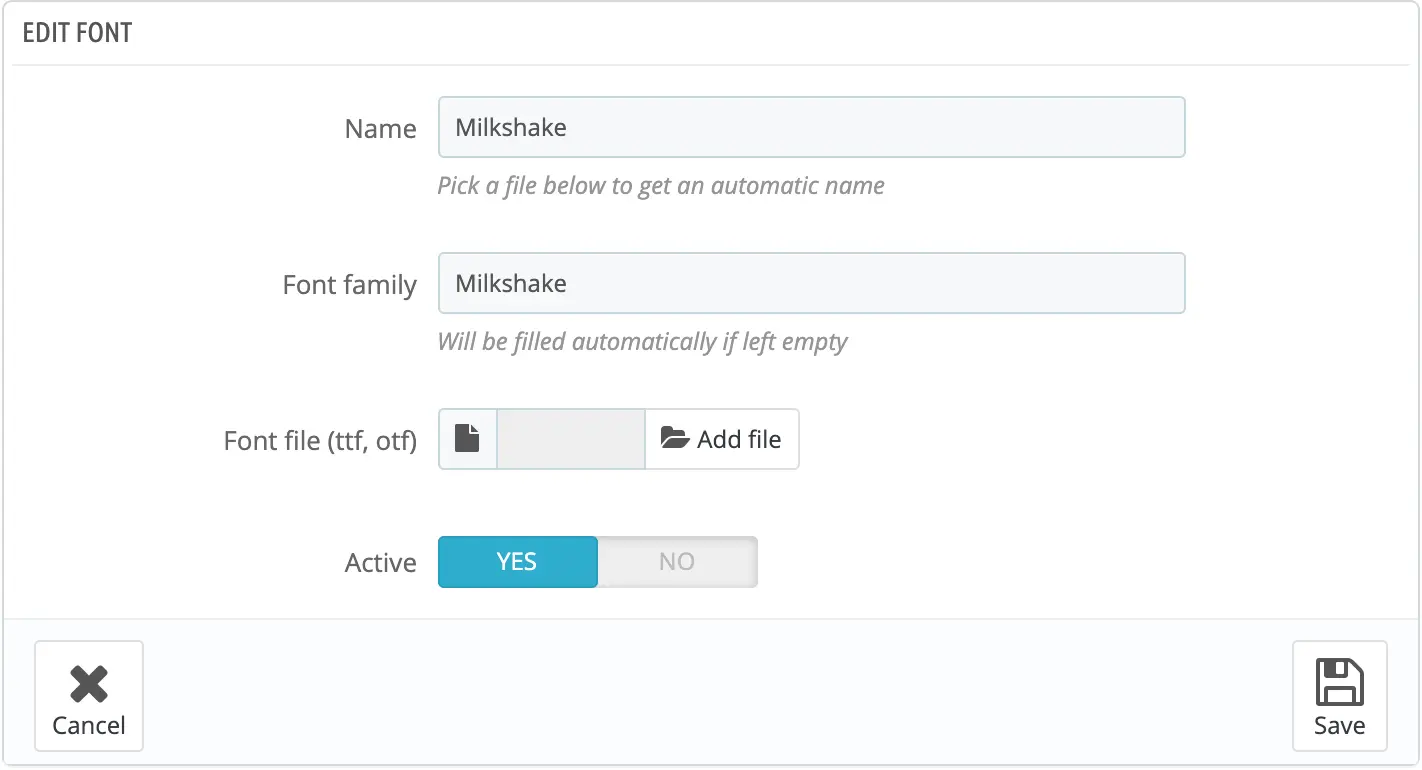 EDIT FONT
Name
Milkshake
Pick a file below to get an automatic name
Font family
Milkshake
Will be filled automatically if left empty
Font file (ttf, otf)
Add file
Active
YES NO
Cancel
Save